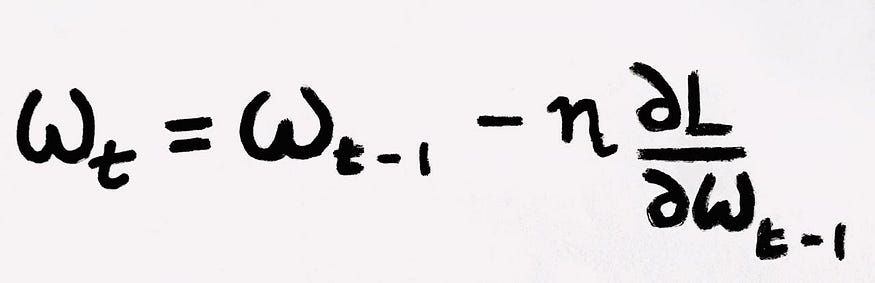 ω_t = ω_{t-1} - η ∂L/∂ω_{t-1}